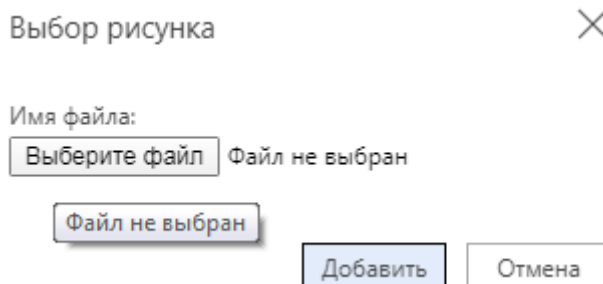 Выбор рисунка
Имя файла:
Выберите файл Файл не выбран
Файл не выбран
Добавить Отмена